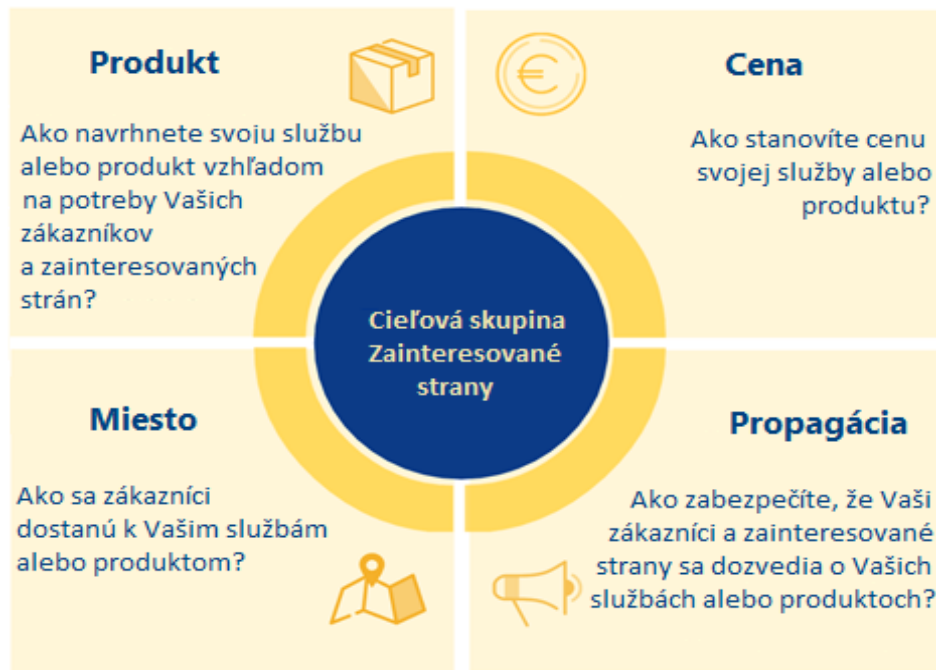 Produkt
Ako navrhnete svoju službu
alebo produkt vzhľadom
na potreby Vašich
zákazníkov
a zainteresovaných
strán?
Cena
Ako stanovíte cenu
svojej služby alebo
produktu?
Cieľová skupina
Zainteresované
strany
Miesto
Ako sa zákazníci
dostanú k Vašim službám
alebo produktom?
Propagácia
Ako zabezpečíte, že Vaši
zákazníci a zainteresované
strany sa dozvedia o Vašich
službách alebo produktoch?